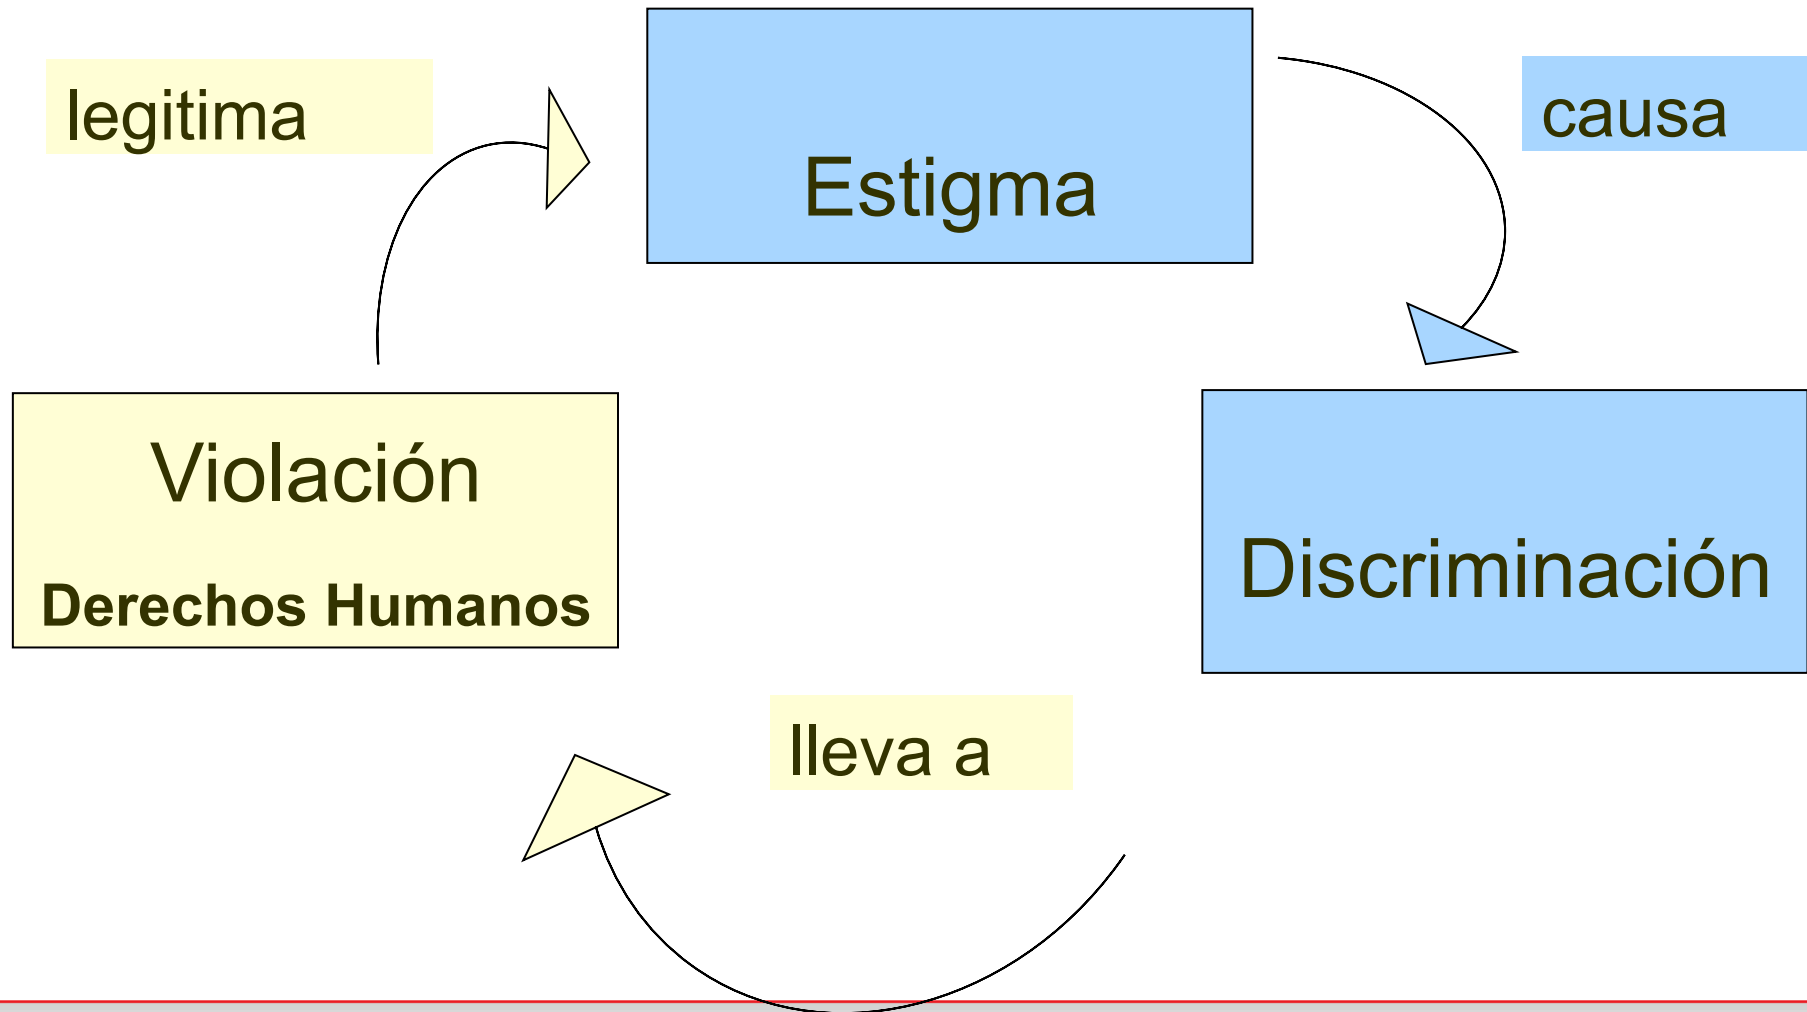 legitima
causa
Estigma
Violación
Derechos Humanos
Discriminación
lleva a